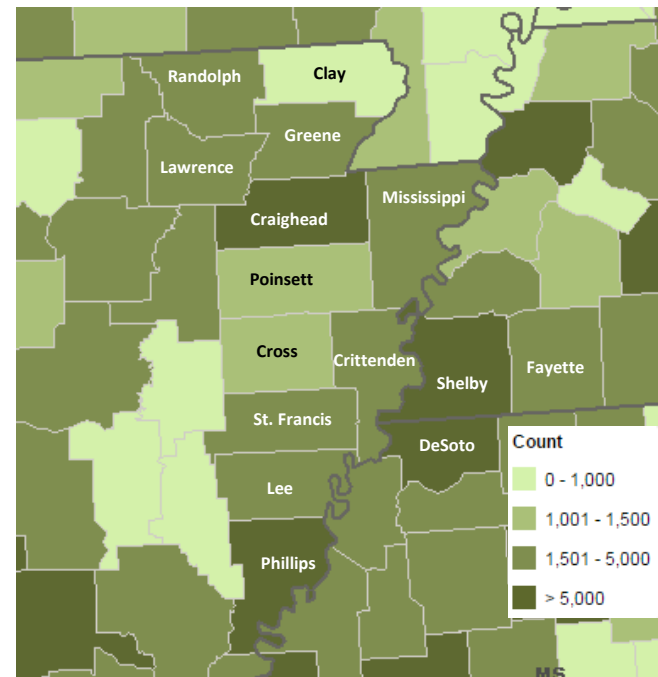 Randolph
Clay
Greene
Lawrence
Mississippi
Craighead
Poinsett
Cross
Crittenden
Shelby
Fayette
St. Francis
DeSoto
Lee
Phillips
Count
0 - 1,000
1,001 - 1,500
1,501 - 5,000
> 5,000
MS